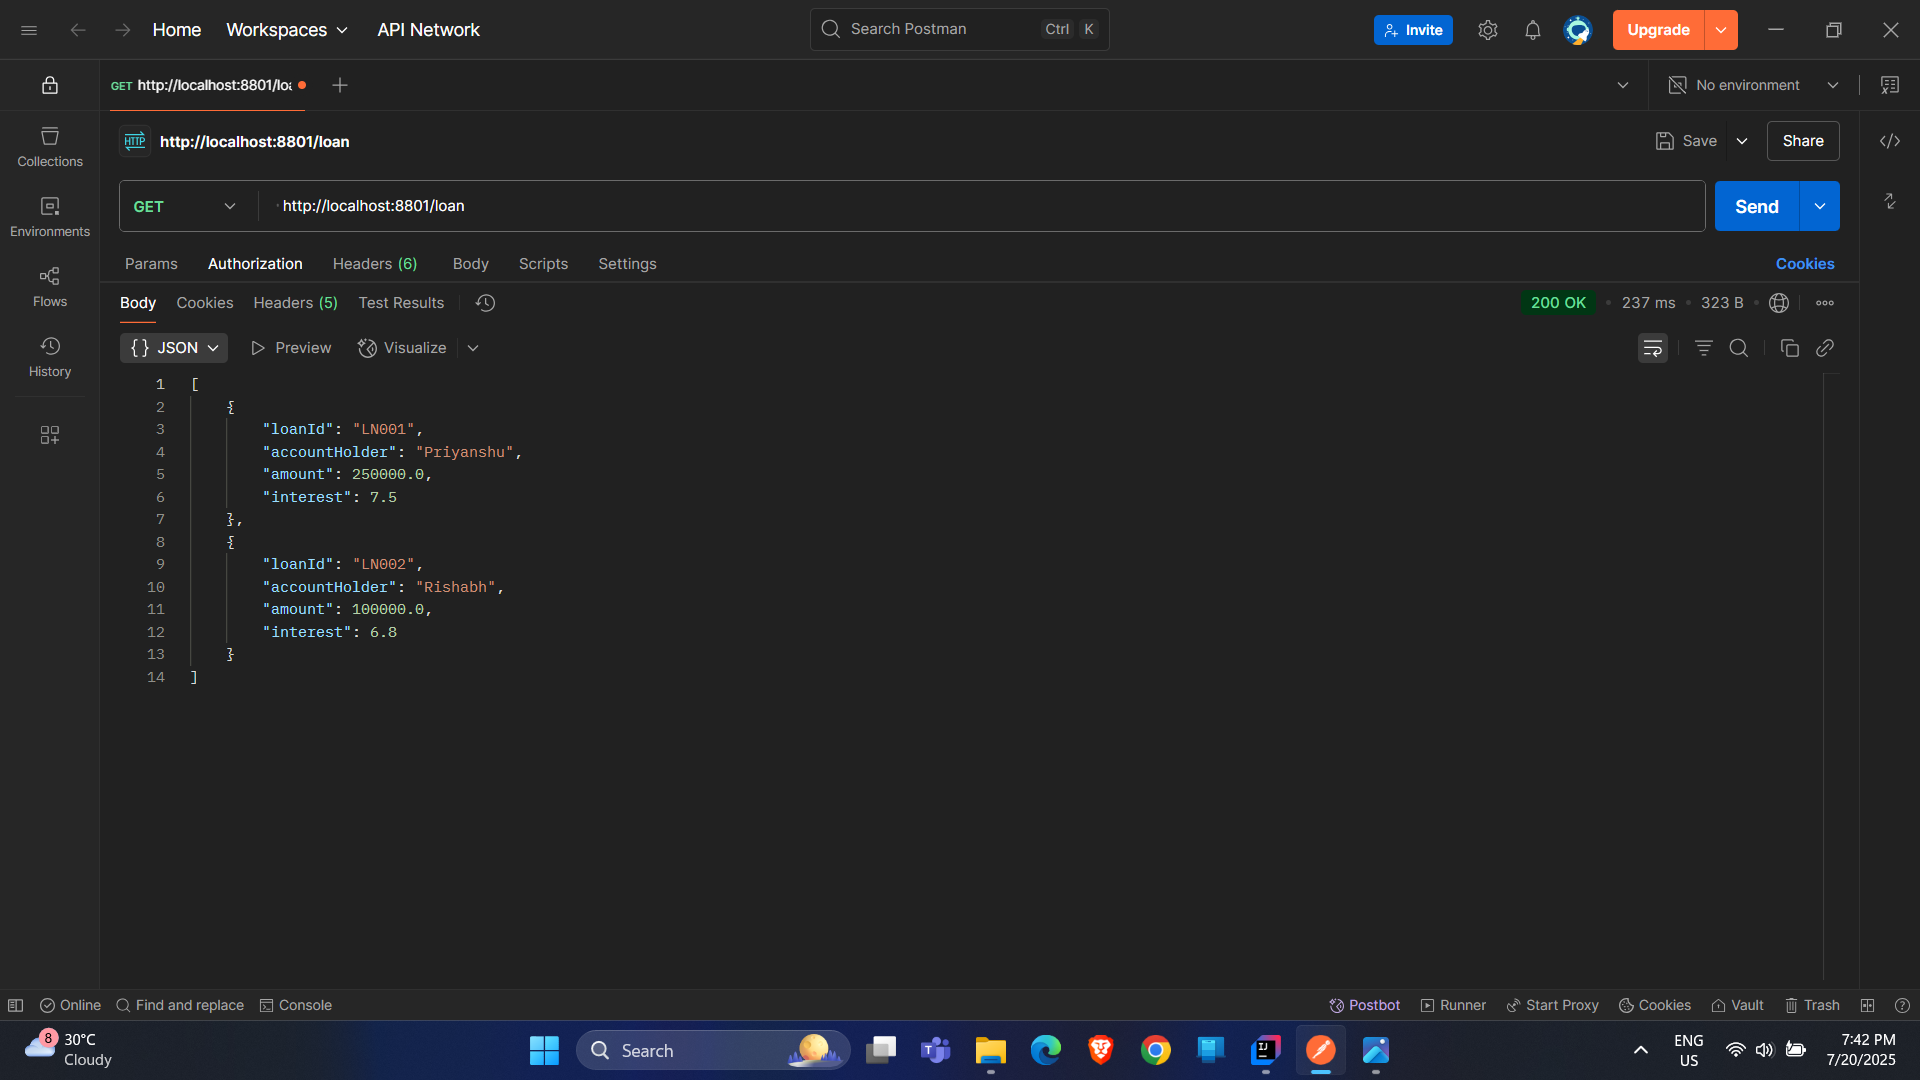 Home Workspaces API Network
Search Postman Ctrl K
Invite
Upgrade
GET http://localhost:8801/loa
No environment
HTTP http://localhost:8801/loan
Save
Share
Collections
Environments
Flows
History
GET http://localhost:8801/loan
Send
Params Authorization Headers (6) Body Scripts Settings
Cookies
Body Cookies Headers (5) Test Results
200 OK • 237 ms • 323 B •
{} JSON Preview Visualize
1 [
2 {
3 "loanId": "LN001",
4 "accountHolder": "Priyanshu",
5 "amount": 250000.0,
6 "interest": 7.5
7 },
8 {
9 "loanId": "LN002",
10 "accountHolder": "Rishabh",
11 "amount": 100000.0,
12 "interest": 6.8
13 }
14 ]
Online Find and replace Console
Postbot Runner Start Proxy Cookies Vault Trash
8
30°C
Cloudy
Search
ENG
US
7:42 PM
7/20/2025